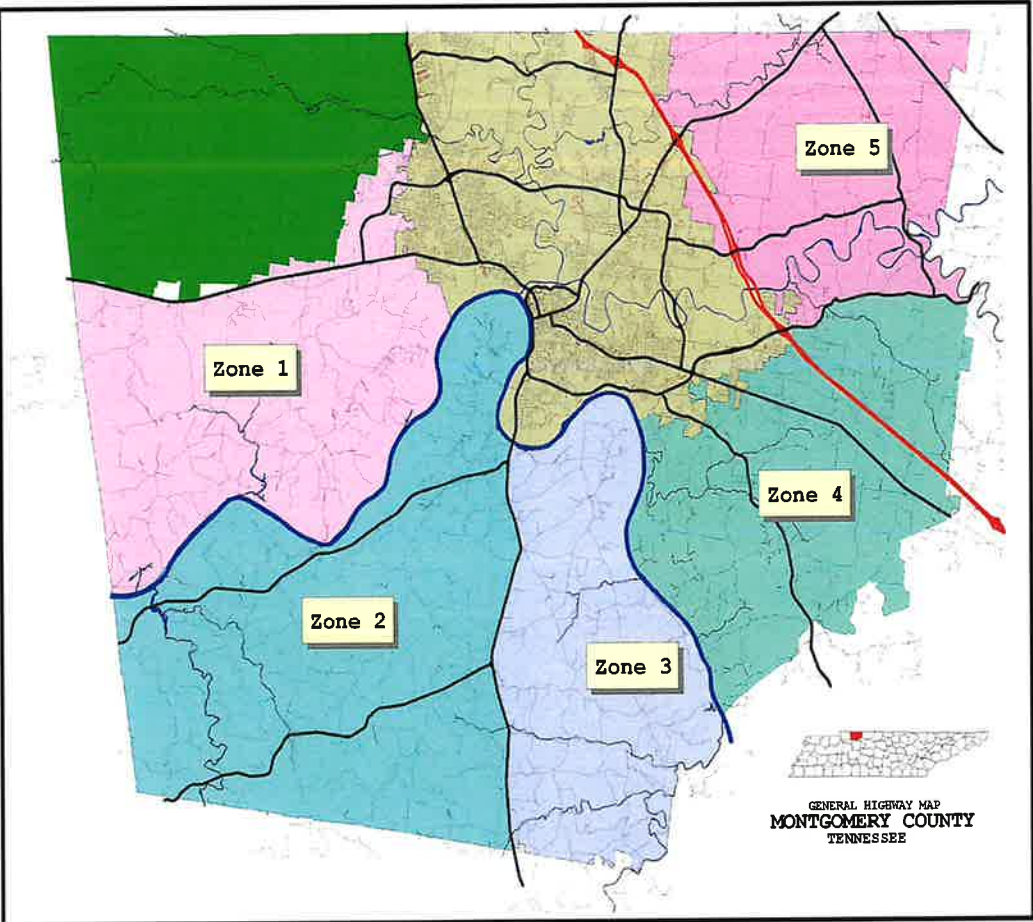 Zone 5
Zone 1
Zone 4
Zone 2
Zone 3
GENERAL HIGHWAY MAP
MONTGOMERY COUNTY
TENNESSEE